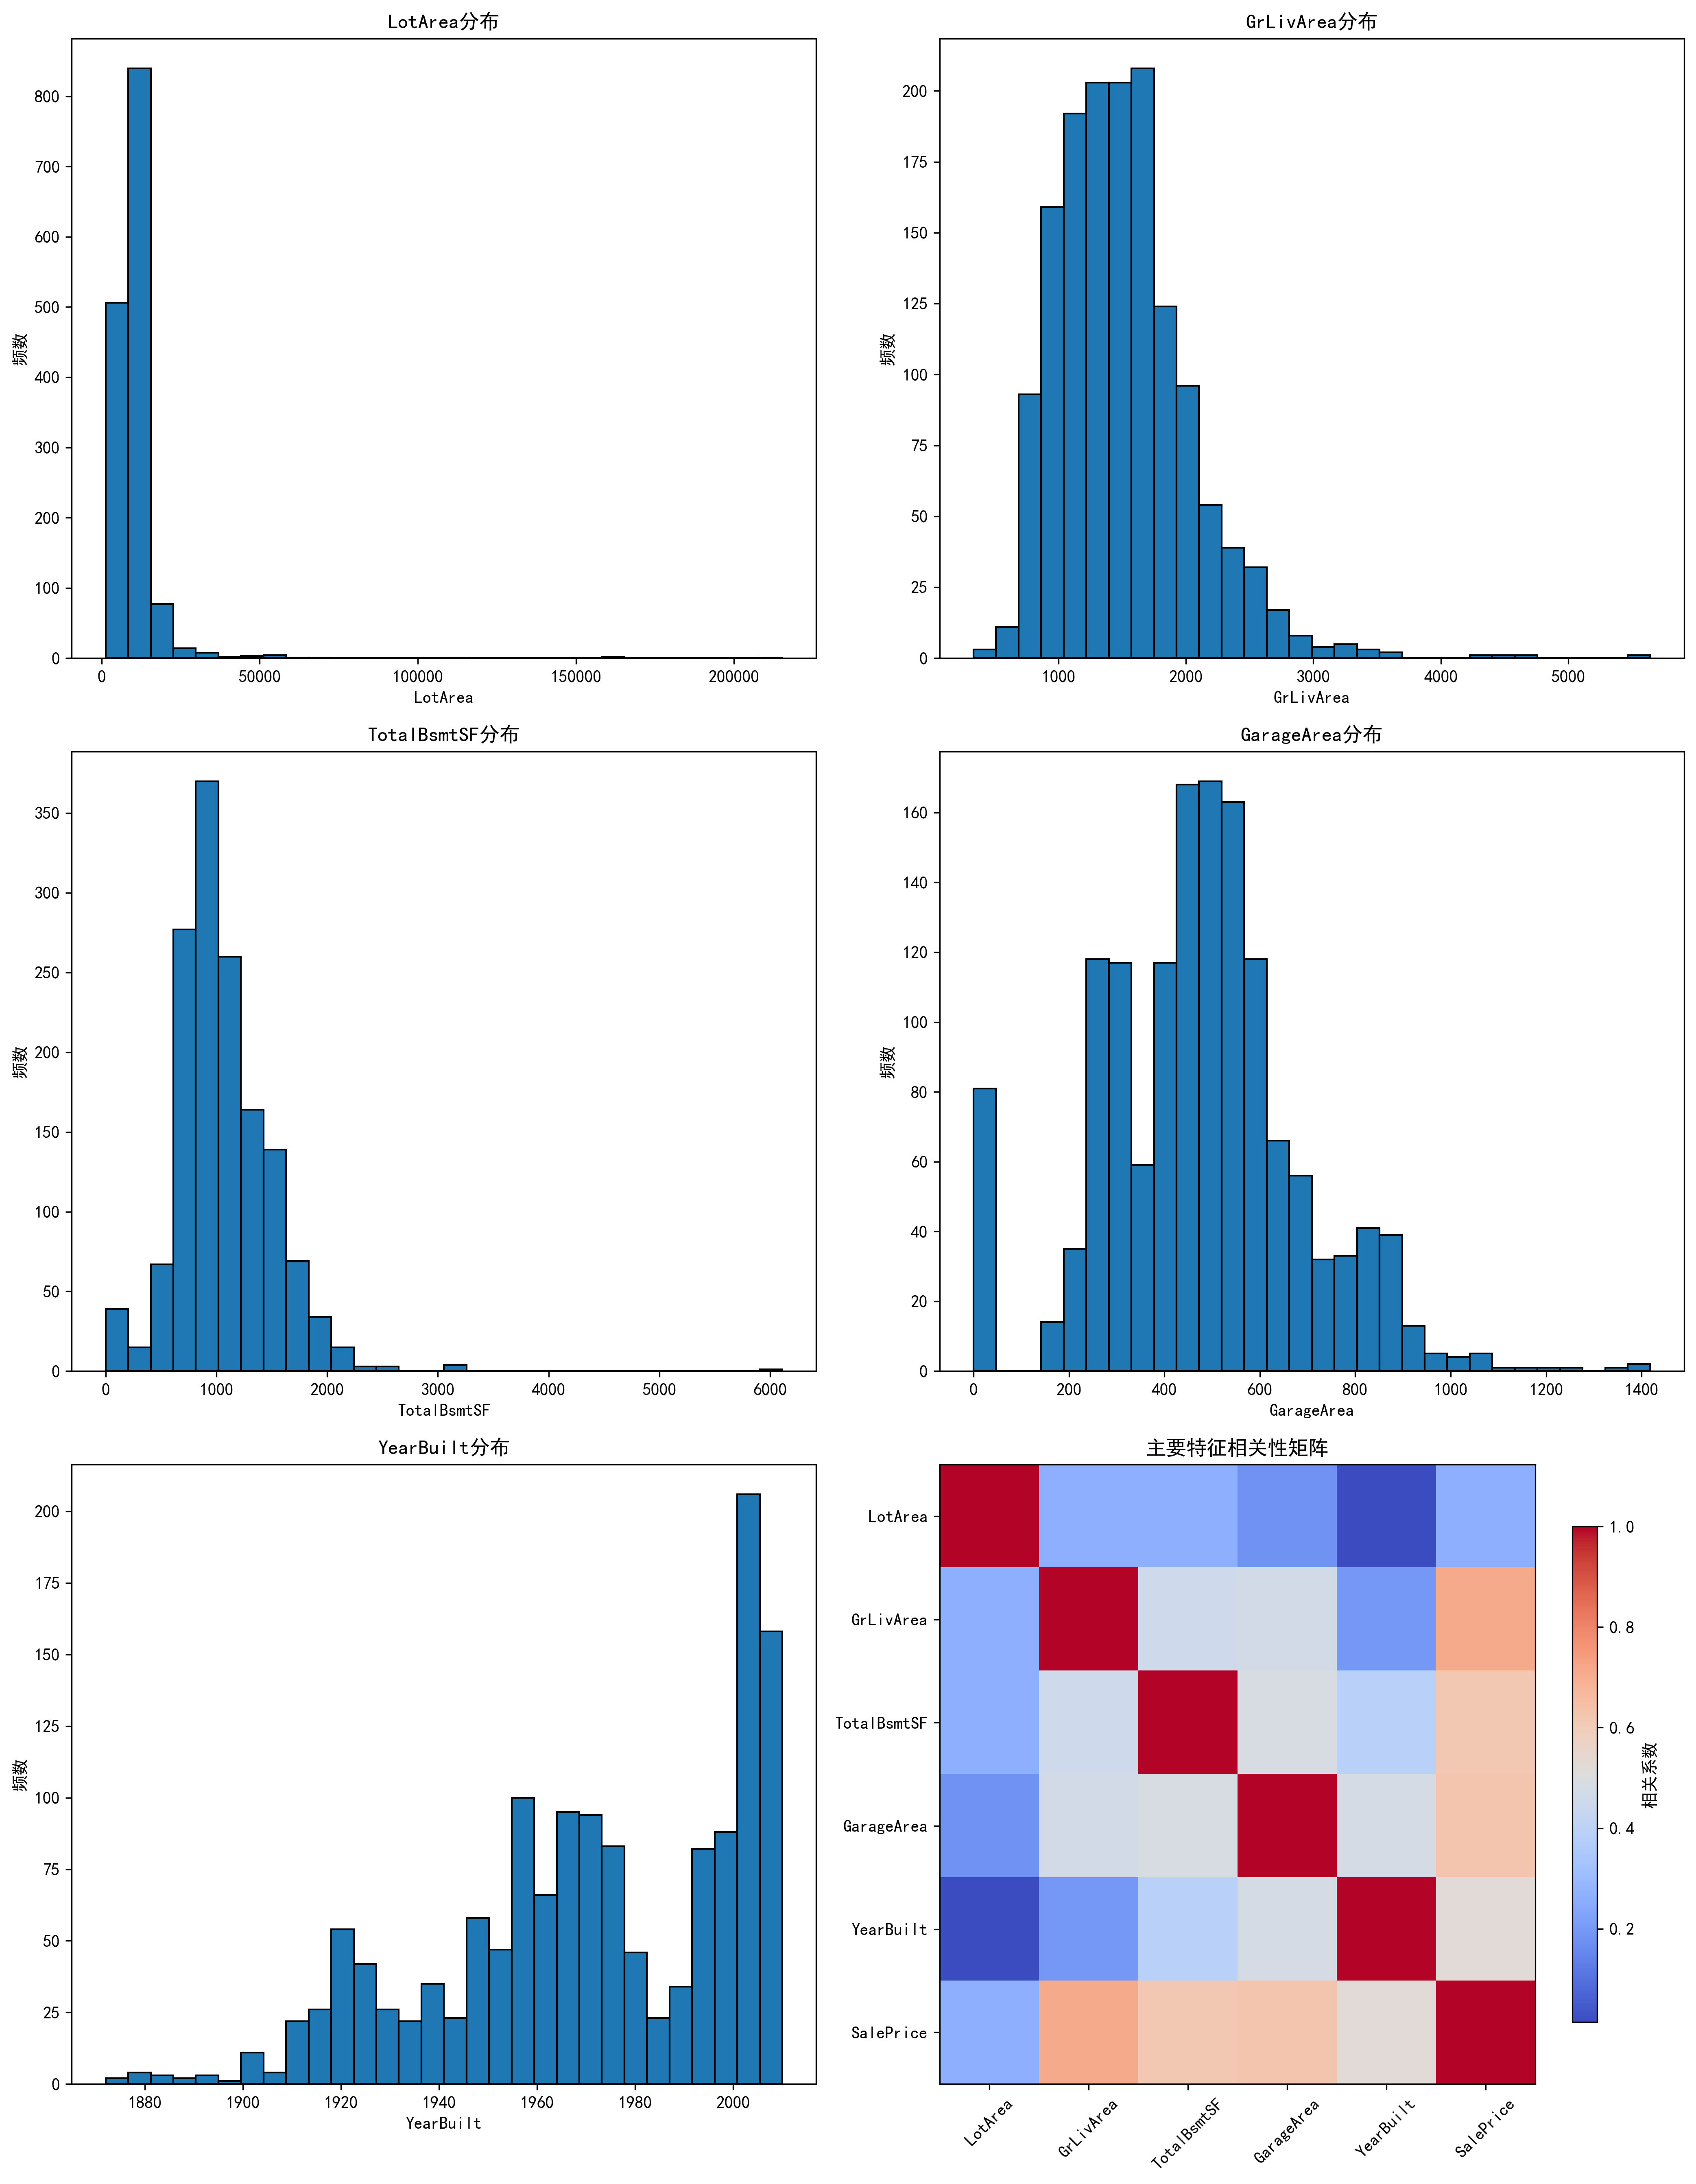 LotArea分布
频数
800
700
600
500
400
300
200
100
0
0 50000 100000 150000 200000
LotArea
GrLivArea分布
频数
200
175
150
125
100
75
50
25
0
1000 2000 3000 4000 5000
GrLivArea
TotalBsmtSF分布
频数
350
300
250
200
150
100
50
0
0 1000 2000 3000 4000 5000 6000
TotalBsmtSF
GarageArea分布
频数
160
140
120
100
80
60
40
20
0
0 200 400 600 800 1000 1200 1400
GarageArea
YearBuilt分布
频数
200
175
150
125
100
75
50
25
0
1880 1900 1920 1940 1960 1980 2000
YearBuilt
主要特征相关性矩阵
LotArea
GrLivArea
TotalBsmtSF
GarageArea
YearBuilt
SalePrice
LotArea GrLivArea TotalBsmtSF GarageArea YearBuilt SalePrice
1.0
0.8
0.6
0.4
0.2
相关系数